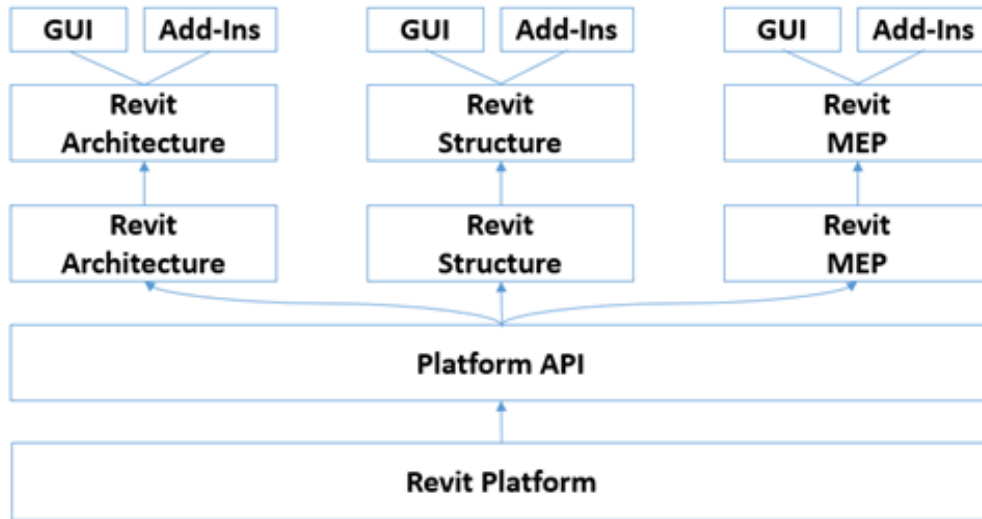 GUI Add-Ins GUI Add-Ins GUI Add-Ins
Revit Revit Revit
Architecture Structure MEP
Revit Revit Revit
Architecture Structure MEP
Platform API
Revit Platform